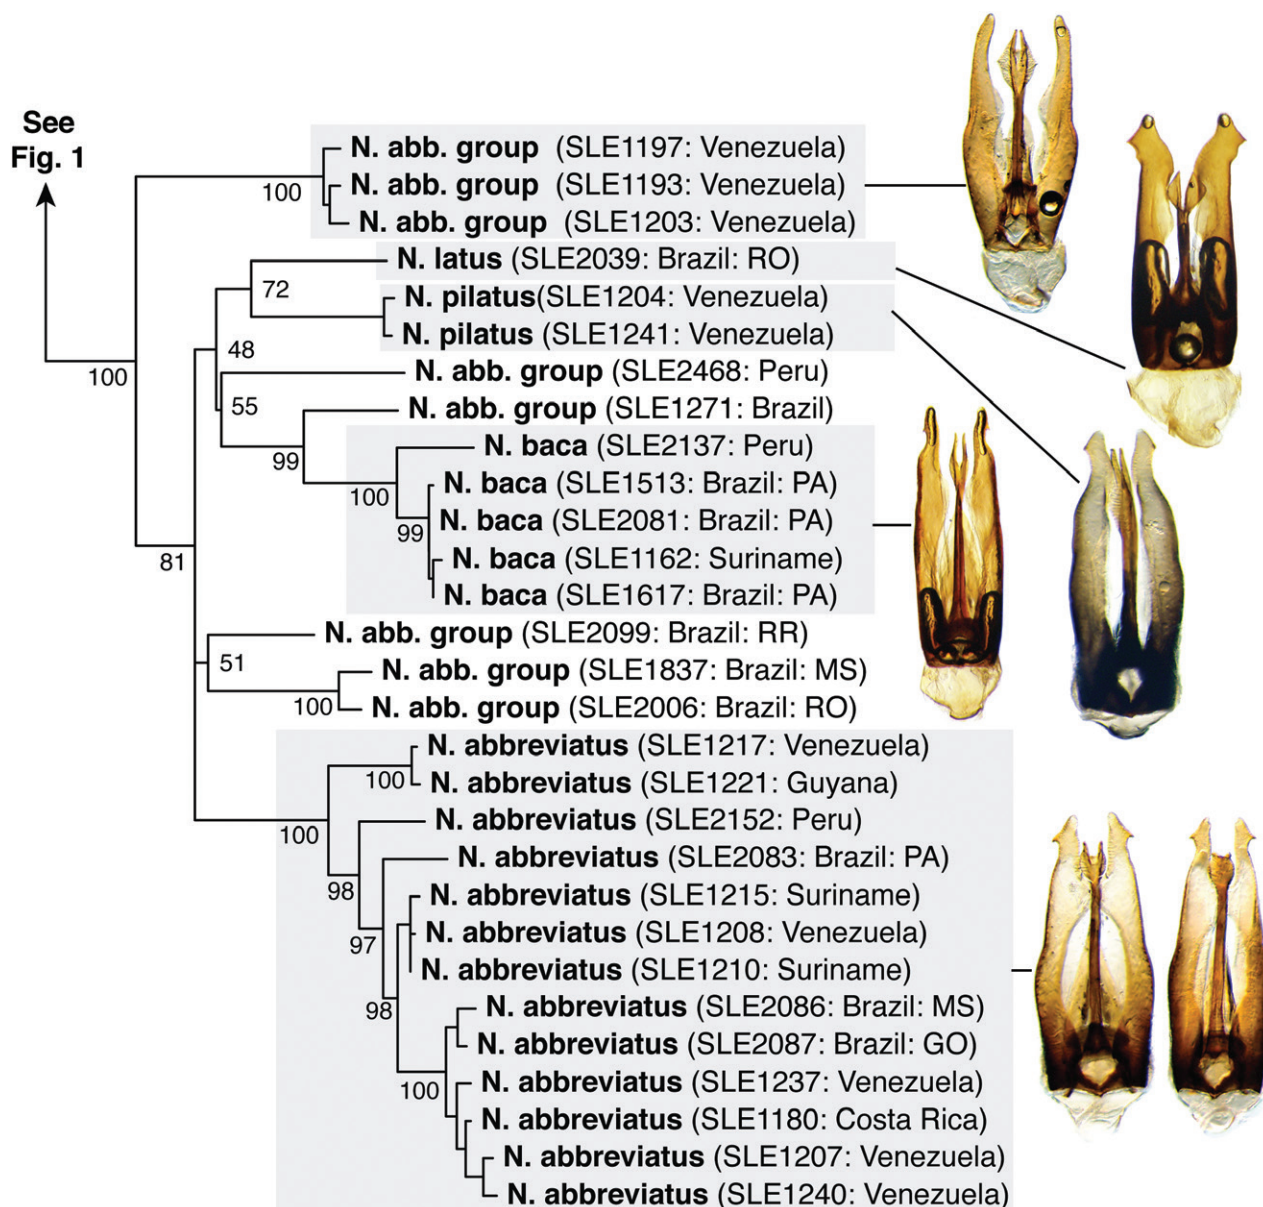 See
Fig. 1
N. abb. group (SLE1197: Venezuela)
100
N. abb. group (SLE1193: Venezuela)
N. abb. group (SLE1203: Venezuela)
N. latus (SLE2039: Brazil: RO)
72
N. pilatus(SLE1204: Venezuela)
N. pilatus (SLE1241: Venezuela)
48
100
N. abb. group (SLE2468: Peru)
55
N. abb. group (SLE1271: Brazil)
99
N. baca (SLE2137: Peru)
100
N. baca (SLE1513: Brazil: PA)
N. baca (SLE2081: Brazil: PA)
99
81
N. baca (SLE1162: Suriname)
N. baca (SLE1617: Brazil: PA)
N. abb. group (SLE2099: Brazil: RR)
51
N. abb. group (SLE1837: Brazil: MS)
100
N. abb. group (SLE2006: Brazil: RO)
N. abbreviatus (SLE1217: Venezuela)
100
N. abbreviatus (SLE1221: Guyana)
100
N. abbreviatus (SLE2152: Peru)
N. abbreviatus (SLE2083: Brazil: PA)
98
N. abbreviatus (SLE1215: Suriname)
N. abbreviatus (SLE1208: Venezuela)
97
N. abbreviatus (SLE1210: Suriname)
98
N. abbreviatus (SLE2086: Brazil: MS)
N. abbreviatus (SLE2087: Brazil: GO)
100
N. abbreviatus (SLE1237: Venezuela)
N. abbreviatus (SLE1180: Costa Rica)
N. abbreviatus (SLE1207: Venezuela)
N. abbreviatus (SLE1240: Venezuela)